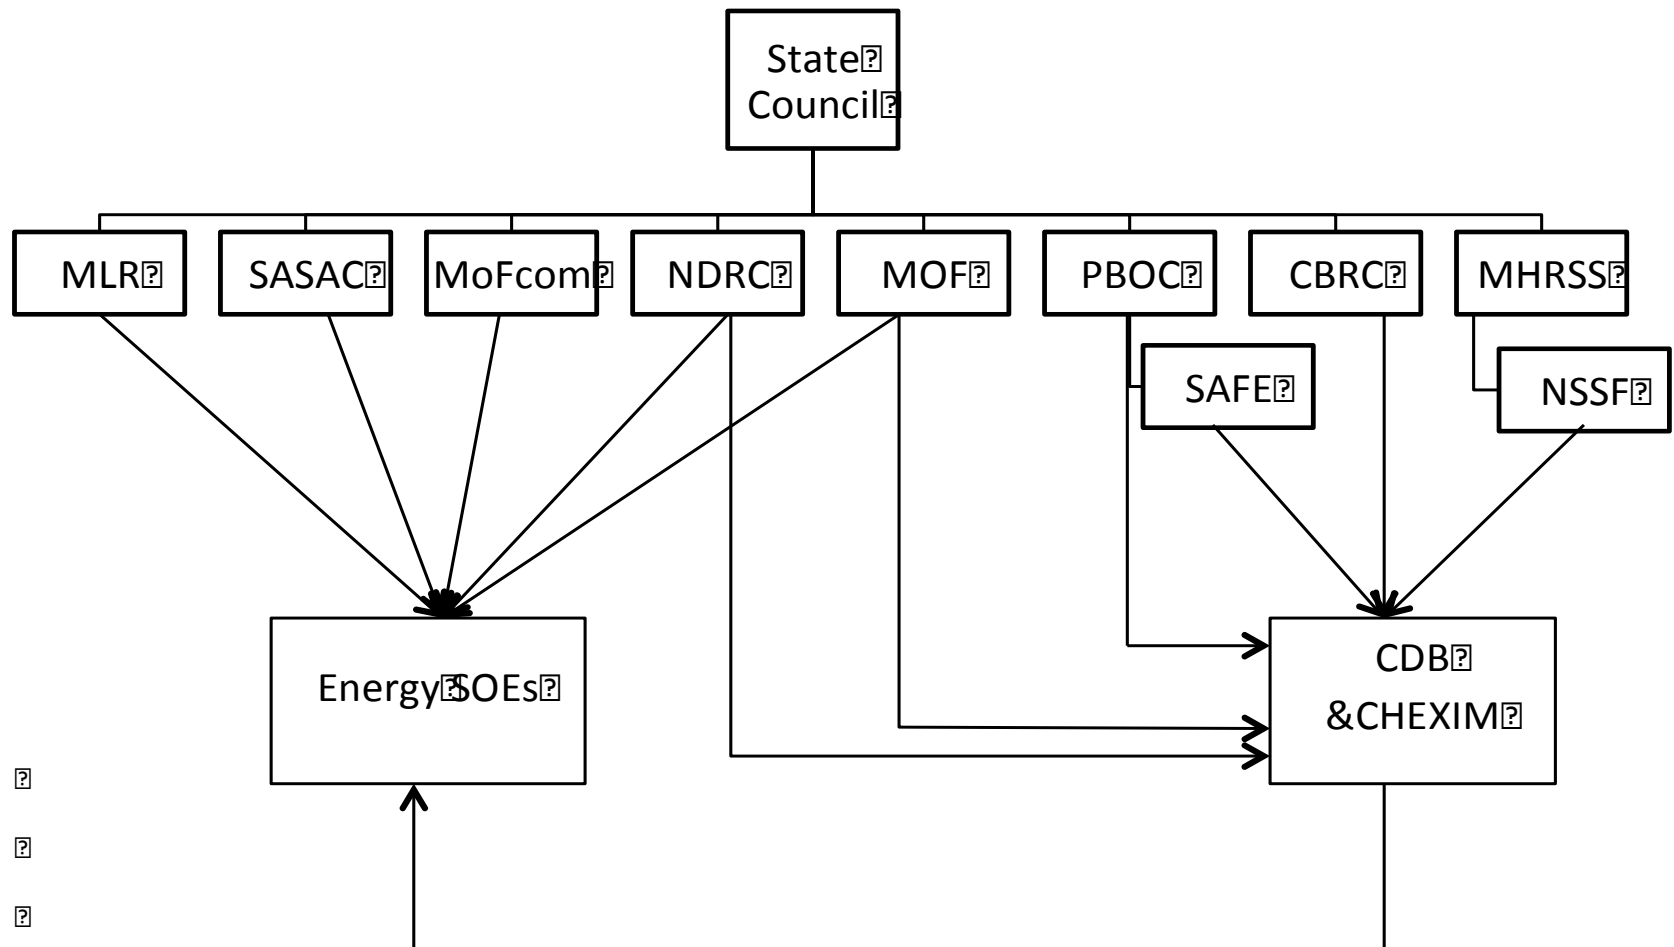 State
Council
MLR
SASAC
MoFcom
NDRC
MOF
PBOC
CBRC
MHRSS
SAFE
NSSF
Energy SOEs
CDB
&CHEXIM